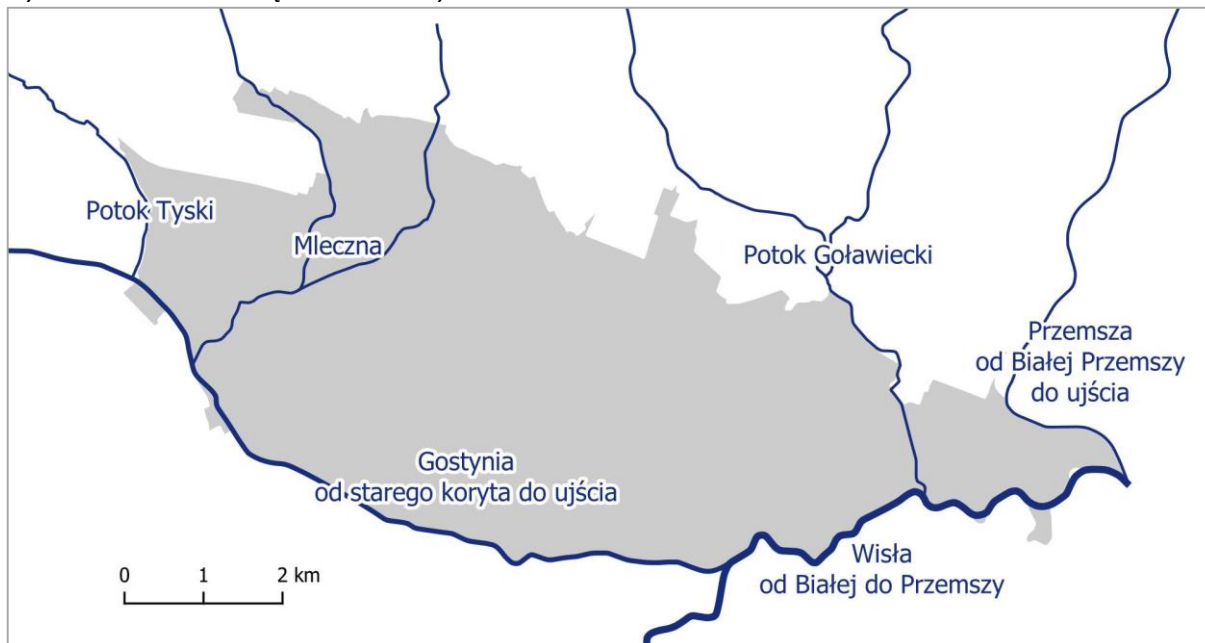 Potok Tyski
Mleczna
Potok Goławiecki
Przemsza
od Białej Przemszy
do ujścia
Gostynia
od starego koryta do ujścia
Wisła
od Białej do Przemszy
0 1 2 km